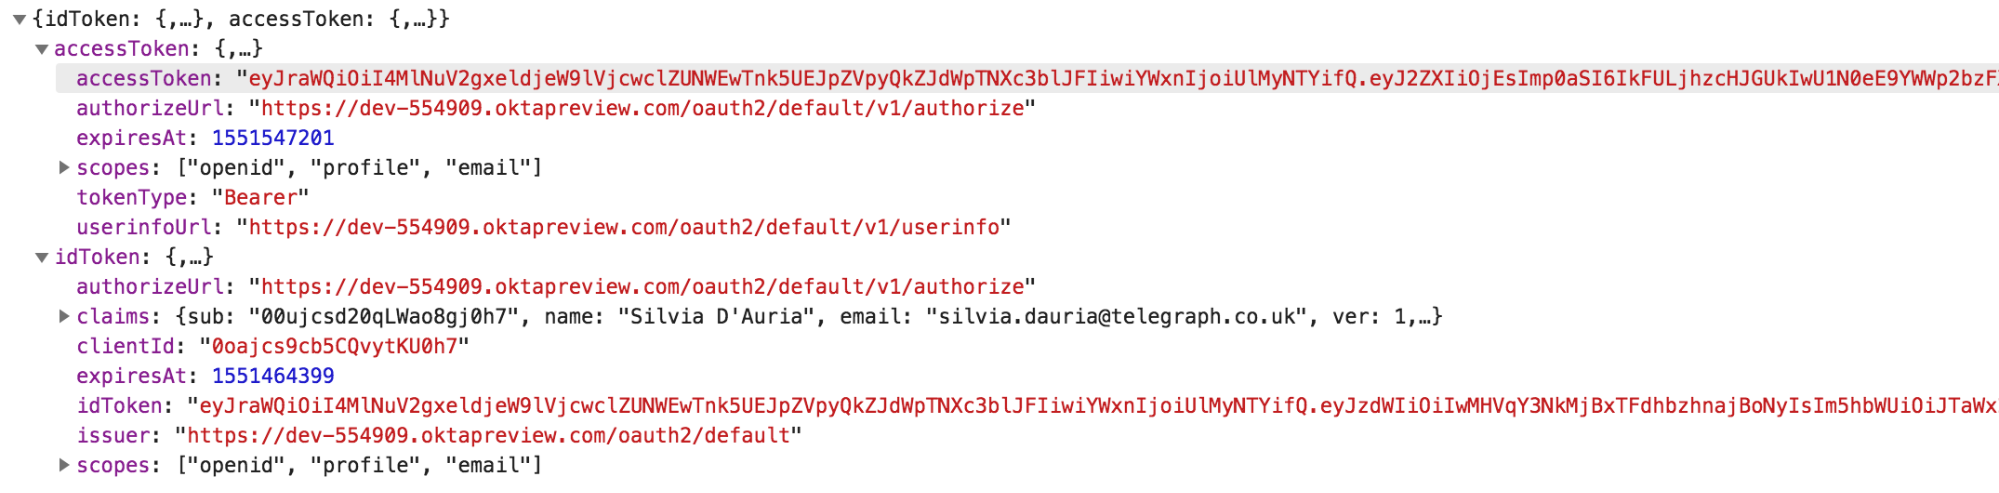 ▼{idToken: {,…}, accessToken: {,…}}
▼accessToken: {,…}
accessToken: "eyJraWQiOiI4MlNuV2gxeldjeW9lVjcwclZUNWEwTnk5UEJpZVpyQkZJdWpTNXc3blJFIiwiYWxnIjoiUlMyNTYifQ.eyJ2ZXIiOjEsImp0aSI6IkFULjhzcHJGUkIwU1N0eE9YWWp2bzF
authorizeUrl: "https://dev-554909.oktapreview.com/oauth2/default/v1/authorize"
expiresAt: 1551547201
▶scopes: ["openid", "profile", "email"]
tokenType: "Bearer"
userinfoUrl: "https://dev-554909.oktapreview.com/oauth2/default/v1/userinfo"
▼idToken: {,…}
authorizeUrl: "https://dev-554909.oktapreview.com/oauth2/default/v1/authorize"
▶claims: {sub: "00ujcsd20qLWao8gj0h7", name: "Silvia D'Auria", email: "silvia.dauria@telegraph.co.uk", ver: 1,…}
clientId: "0oajcs9cb5CQvytKU0h7"
expiresAt: 1551464399
idToken: "eyJraWQiOiI4MlNuV2gxeldjeW9lVjcwclZUNWEwTnk5UEJpZVpyQkZJdWpTNXc3blJFIiwiYWxnIjoiUlMyNTYifQ.eyJzdWIiOiIwMHVqY3NkMjBxTFdhbzhnajBoNyIsIm5hbWUiOiJTaWx
issuer: "https://dev-554909.oktapreview.com/oauth2/default"
▶scopes: ["openid", "profile", "email"]